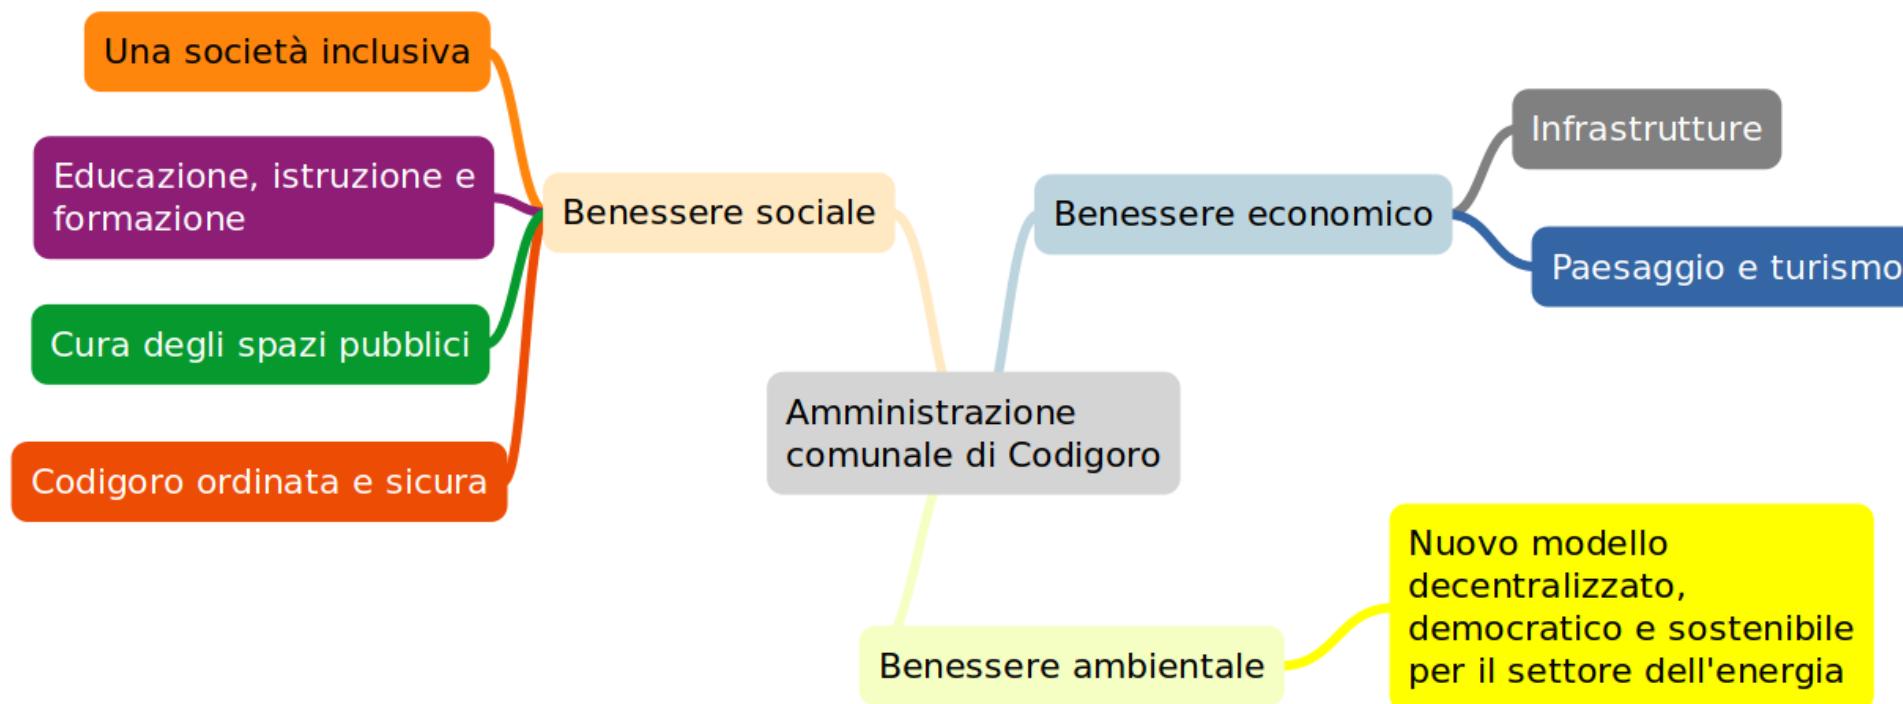 Una società inclusiva
Educazione, istruzione e
formazione
Cura degli spazi pubblici
Codigoro ordinata e sicura
Benessere sociale
Benessere economico
Infrastrutture
Paesaggio e turismo
Amministrazione
comunale di Codigoro
Benessere ambientale
Nuovo modello
decentralizzato,
democratico e sostenibile
per il settore dell'energia